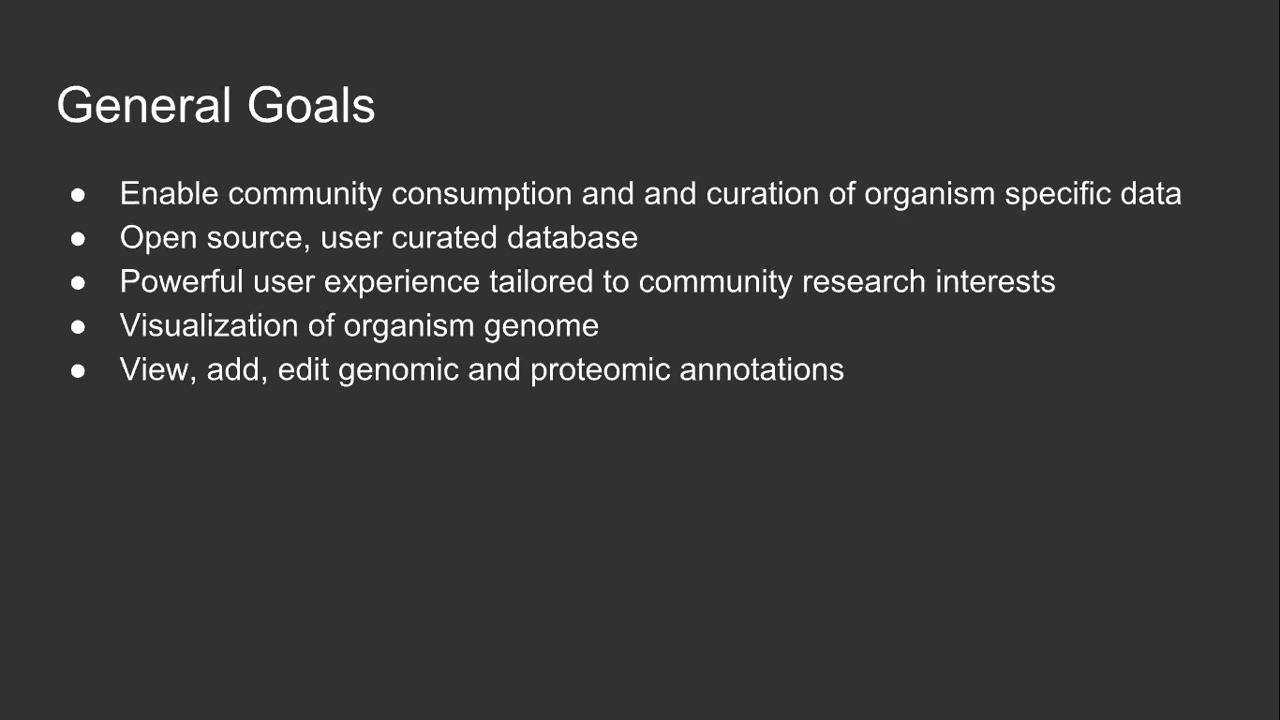 General Goals
● Enable community consumption and and curation of organism specific data
● Open source, user curated database
● Powerful user experience tailored to community research interests
● Visualization of organism genome
● View, add, edit genomic and proteomic annotations